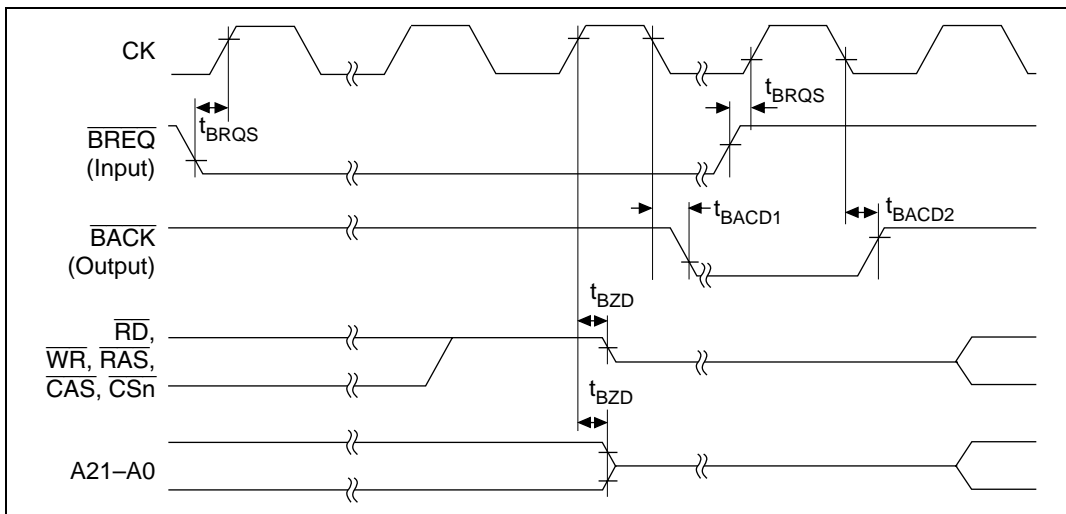 CK
tBRQS
tBRQS
BREQ
(Input)
BACK
(Output)
tBACD1
tBACD2
tBZD
RD,
WR, RAS,
CAS, CSn
tBZD
A21–A0